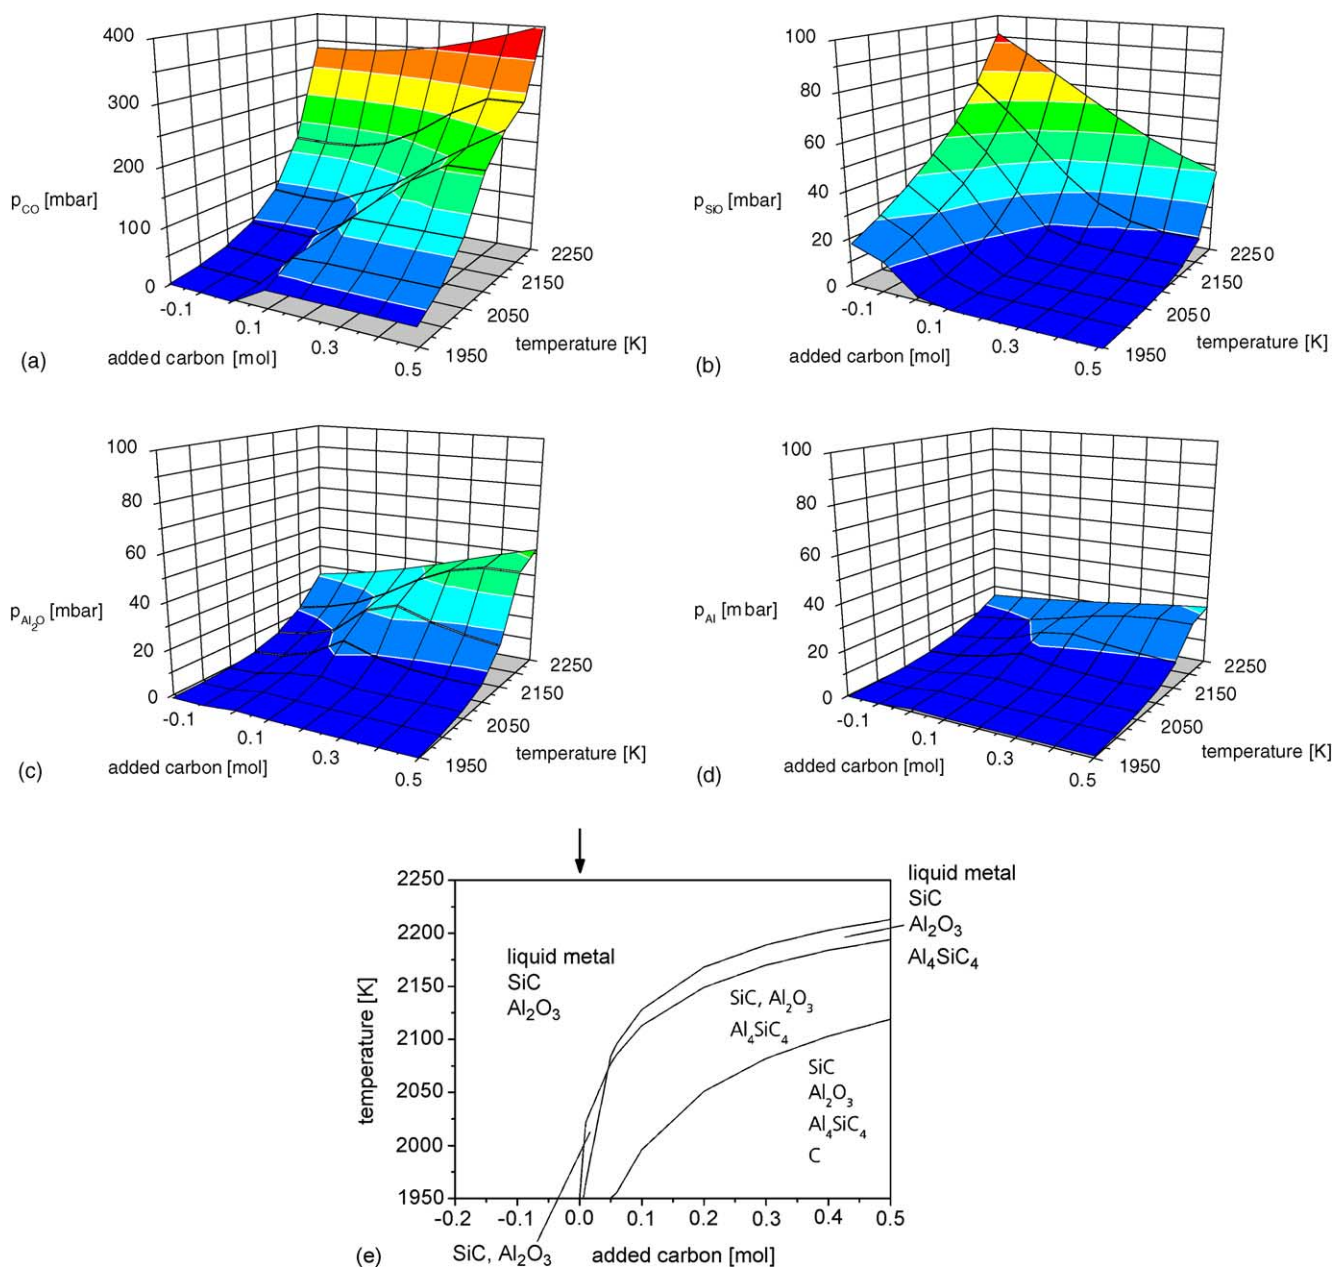 400
300
200
100
0
p_CO [mbar]
-0.1
0.1
0.3
0.5
added carbon [mol]
1950
2050
2150
2250
temperature [K]
(a)
100
80
60
40
20
0
p_SiO [mbar]
-0.1
0.1
0.3
0.5
added carbon [mol]
1950
2050
2150
2250
temperature [K]
(b)
100
80
60
40
20
0
p_Al₂O [mbar]
-0.1
0.1
0.3
0.5
added carbon [mol]
1950
2050
2150
2250
temperature [K]
(c)
100
80
60
40
20
0
p_Al [mbar]
-0.1
0.1
0.3
0.5
added carbon [mol]
1950
2050
2150
2250
temperature [K]
(d)
2250
2200
2150
2100
2050
2000
1950
temperature [K]
liquid metal
SiC
Al₂O₃
liquid metal
SiC
Al₂O₃
Al₄SiC₄
SiC, Al₂O₃
Al₄SiC₄
SiC
Al₂O₃
Al₄SiC₄
C
-0.2 -0.1 0.0 0.1 0.2 0.3 0.4 0.5
(e)
SiC, Al₂O₃
added carbon [mol]